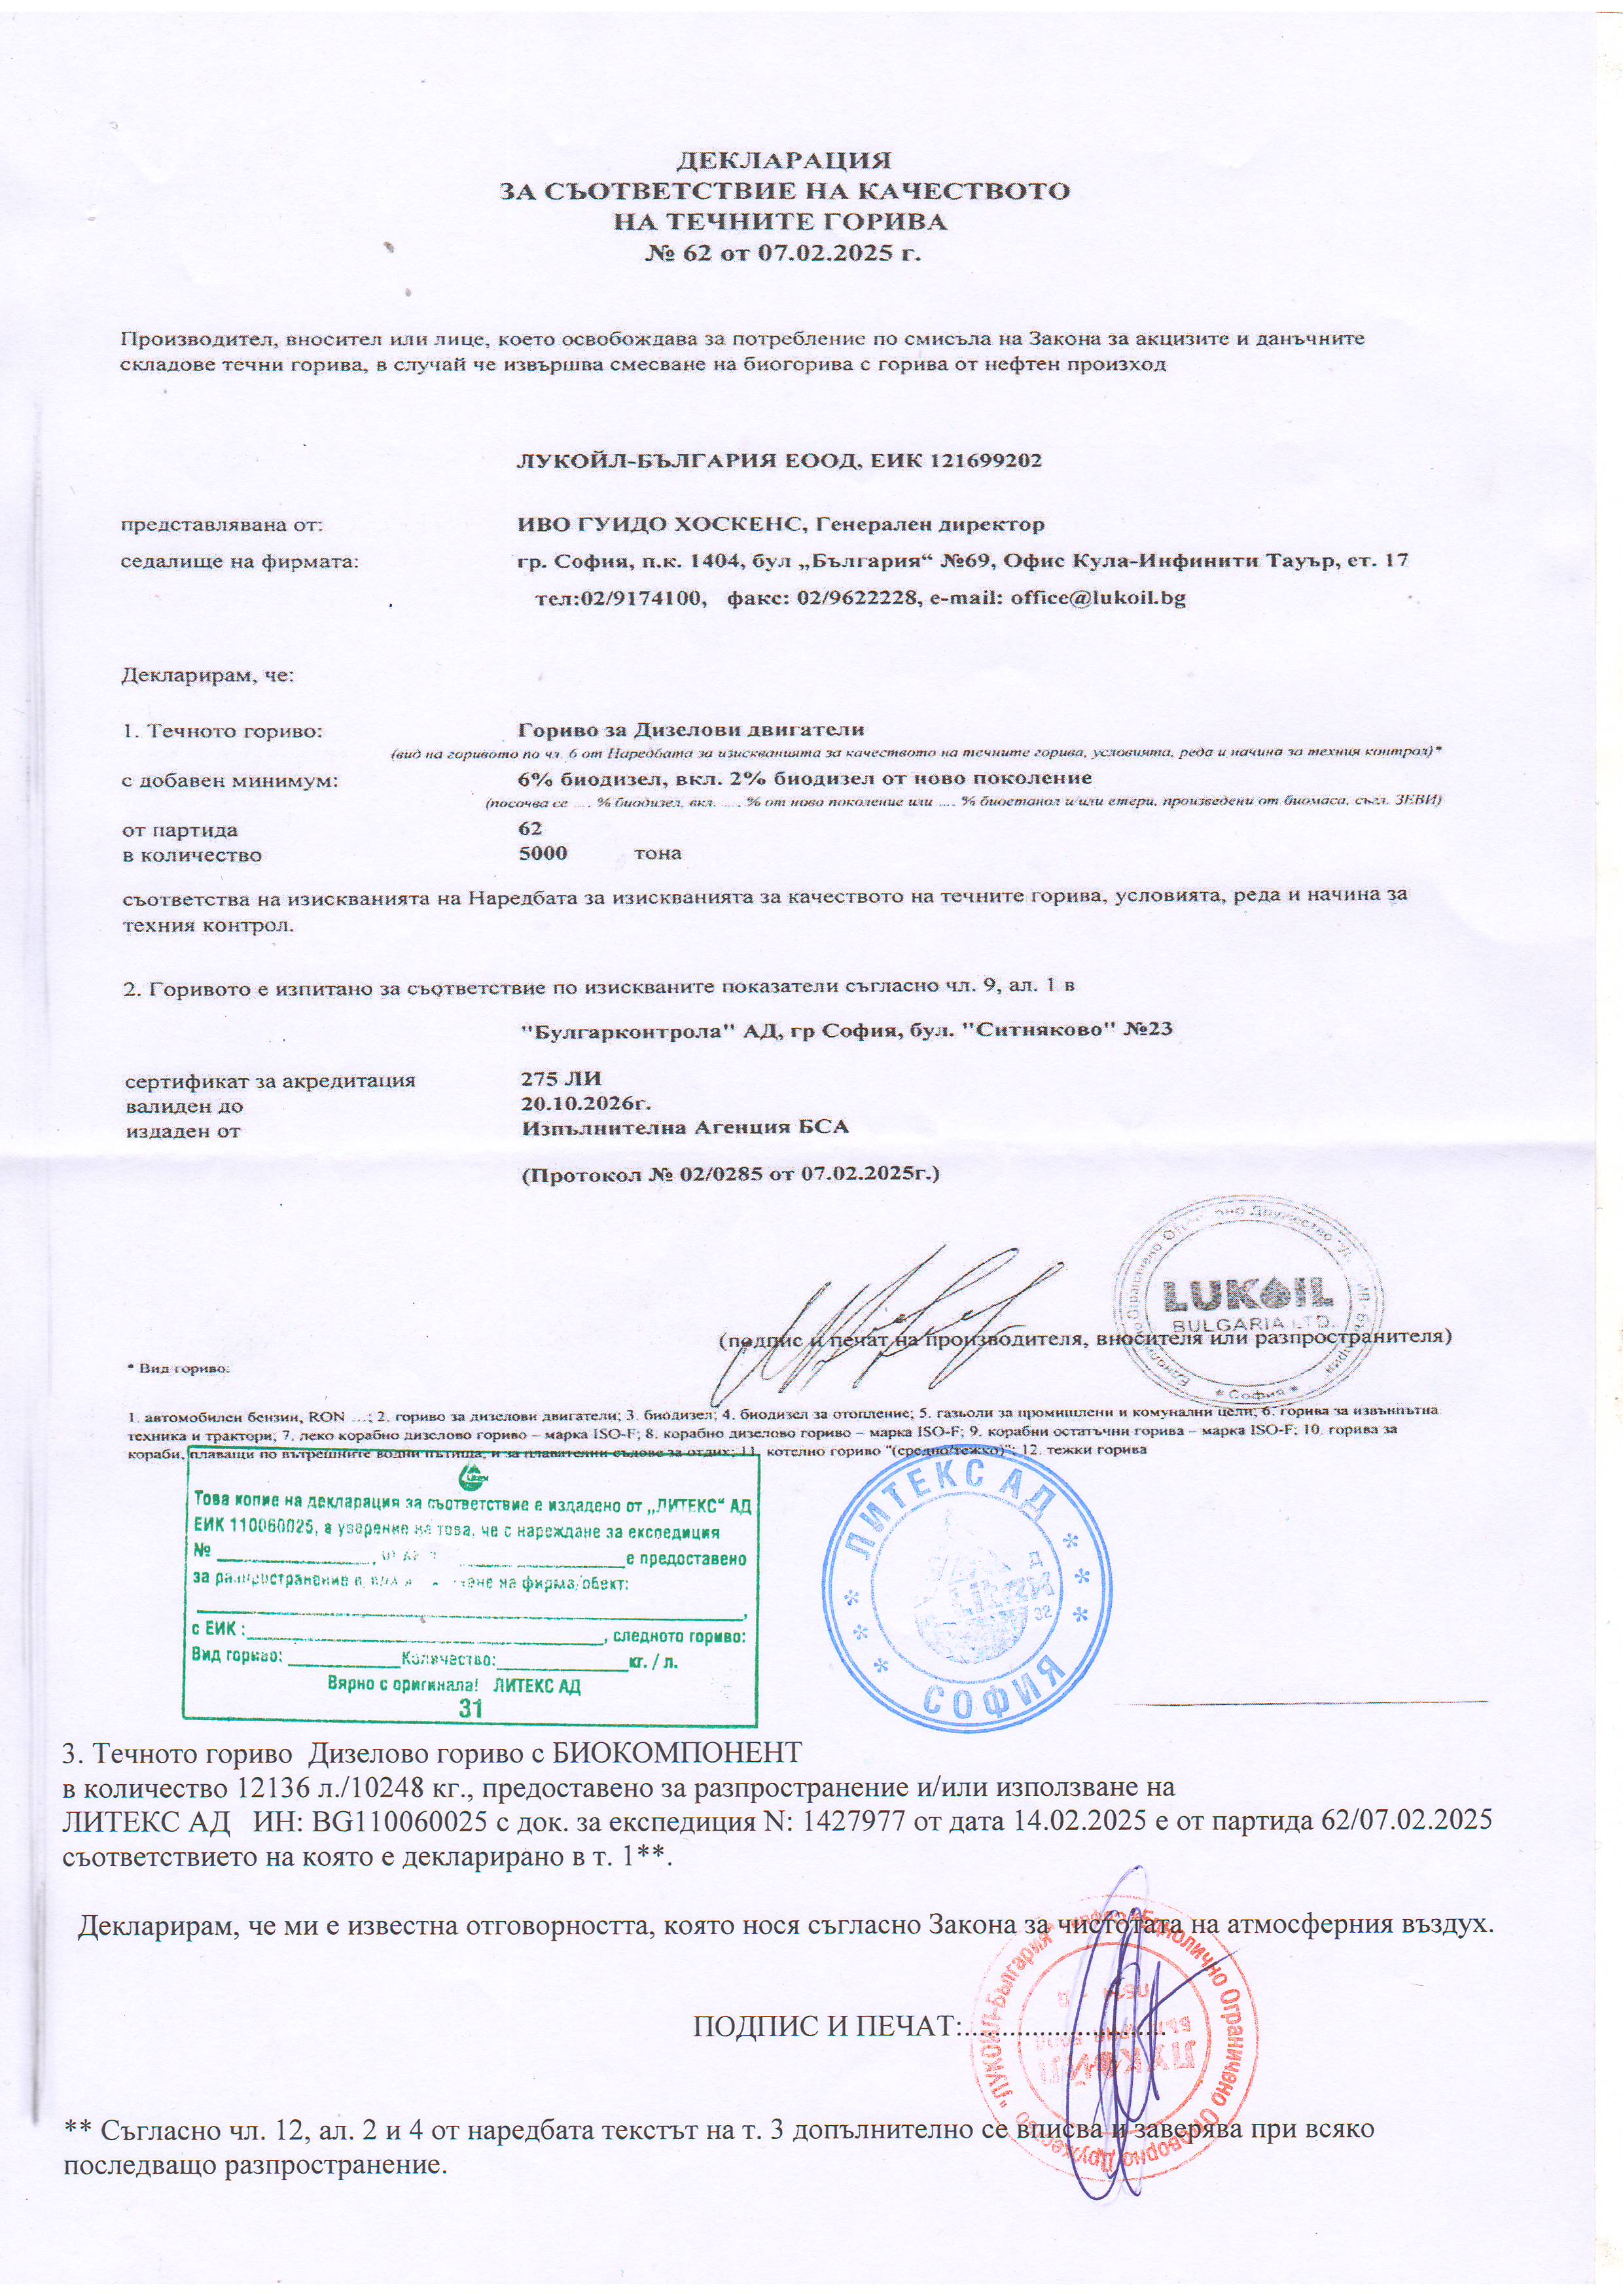 ДЕКЛАРАЦИЯ
ЗА СЪОТВЕТСТВИЕ НА КАЧЕСТВОТО
НА ТЕЧНИТЕ ГОРИВА
№ 62 от 07.02.2025 г.
Производител, вносител или лице, което освобождава за потребление по смисъла на Закона за акцизите и данъчните
складове течни горива, в случай че извършва смесване на биогорива с горива от нефтен произход
ЛУКОЙЛ-БЪЛГАРИЯ ЕООД, ЕИК 121699202
представлявана от: ИВО ГУИДО ХОСКЕНС, Генерален директор
седалище на фирмата: гр. София, п.к. 1404, бул „България“ №69, Офис Кула-Инфинити Тауър, ет. 17
тел:02/9174100, факс: 02/9622228, e-mail: office@lukoil.bg
Декларирам, че:
1. Течното гориво: Гориво за Дизелови двигатели
(вид на горивото по чл. 6 от Наредбата за изискванията за качеството на течните горива, условията, реда и начина за техния контрол)*
с добавен минимум: 6% биодизел, вкл. 2% биодизел от ново поколение
(посочва се .... % биодизел, вкл. .... % от ново поколение или .... % биоетанол и/или етери, произведени от биомаса, съгл. ЗЕВИ)
от партида 62
в количество 5000 тона
съответства на изискванията на Наредбата за изискванията за качеството на течните горива, условията, реда и начина за
техния контрол.
2. Горивото е изпитано за съответствие по изискваните показатели съгласно чл. 9, ал. 1 в
"Булгарконтрола" АД, гр София, бул. "Ситняково" №23
сертификат за акредитация 275 ЛИ
валиден до 20.10.2026г.
издаден от Изпълнителна Агенция БСА
(Протокол № 02/0285 от 07.02.2025г.)
LUKOIL
BULGARIA LTD.
* София *
(подпис и печат на производителя, вносителя или разпространителя)
* Вид гориво:
1. автомобилен бензин, RON ...; 2. гориво за дизелови двигатели; 3. биодизел; 4. биодизел за отопление; 5. газьоли за промишлени и комунални цели; 6. горива за извънпътна
техника и трактори; 7. леко корабно дизелово гориво – марка ISO-F; 8. корабно дизелово гориво – марка ISO-F; 9. корабни остатъчни горива – марка ISO-F; 10. горива за
кораби, плаващи по вътрешните водни пътища, и за плавателни съдове за отдих; 11. котелно гориво "(средно/тежко)"; 12. тежки горива
Това копие на декларация за съответствие е издадено от „ЛИТЕКС“ АД
ЕИК 110060025, в уверение на това, че с нареждане за експедиция
№ ____________, ____________ е предоставено
за разпространение на фирма/обект:
____________,
с ЕИК :____________, следното гориво:
Вид гориво: ____________Количество:____________кг. / л.
Вярно с оригинала! ЛИТЕКС АД
31
ЛИТЕКС АД
LITEX
32
СОФИЯ
3. Течното гориво Дизелово гориво с БИОКОМПОНЕНТ
в количество 12136 л./10248 кг., предоставено за разпространение и/или използване на
ЛИТЕКС АД ИН: BG110060025 с док. за експедиция N: 1427977 от дата 14.02.2025 е от партида 62/07.02.2025
съответствието на която е декларирано в т. 1**.
Декларирам, че ми е известна отговорността, която нося съгласно Закона за чистотата на атмосферния въздух.
ПОДПИС И ПЕЧАТ:...........................
Еднолично Ограничено Отговорно Дружество "ЛУКОЙЛ-България"
** Съгласно чл. 12, ал. 2 и 4 от наредбата текстът на т. 3 допълнително се вписва и заверява при всяко
последващо разпространение.